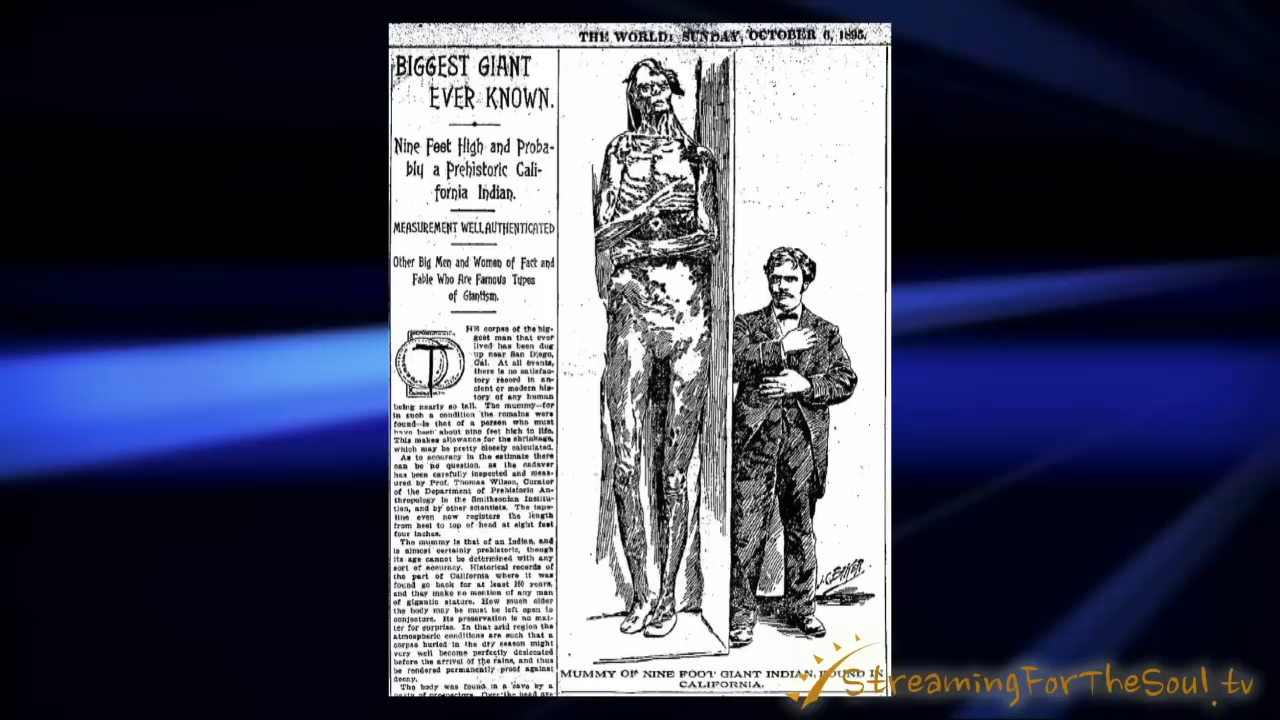 THE WORLD: SUNDAY, OCTOBER 6, 1895.
BIGGEST GIANT
EVER KNOWN.
Nine Feet High and Proba-
bly a Prehistoric Cali-
fornia Indian.
MEASUREMENT WELL AUTHENTICATED
Other Big Men and Women of Fact and
Fable Who Are Famous Types
of Giantism.
THE corpse of the big-
gest man that ever
lived has been dug
up near San Diego,
Cal. At all events,
there is no satisfac-
tory record in an-
cient or modern his-
tory of any human
being nearly so tall. The mummy—for
in such a condition the remains were
found—is that of a person who must
have been about nine feet high in life.
This makes allowance for the shrinkage,
which may be pretty closely calculated.
As to accuracy in the estimate there
can be no question, as the cadaver
has been carefully inspected and meas-
ured by Prof. Thomas Wilson, Curator
of the Department of Prehistoric An-
thropology in the Smithsonian Institu-
tion, and by other scientists. The tape-
line even now registers the length
from heel to top of head at eight feet
four inches.
The mummy is that of an Indian, and
is almost certainly prehistoric, though
its age cannot be determined with any
sort of accuracy. Historical records of
the part of California where it was
found go back for at least 250 years,
and they make no mention of any man
of gigantic stature. How much older
the body may be must be left open to
conjecture. Its preservation is no mat-
ter for surprise. In that arid region the
atmospheric conditions are such that a
corpse buried in the dry season might
very well become perfectly desiccated
before the arrival of the rains, and thus
be rendered permanently proof against
decay.
The body was found in a cave by a
party of prospectors. Over the head are
MUMMY OF NINE FOOT GIANT INDIAN, FOUND IN
CALIFORNIA.
StreamingForTheSoul.tv